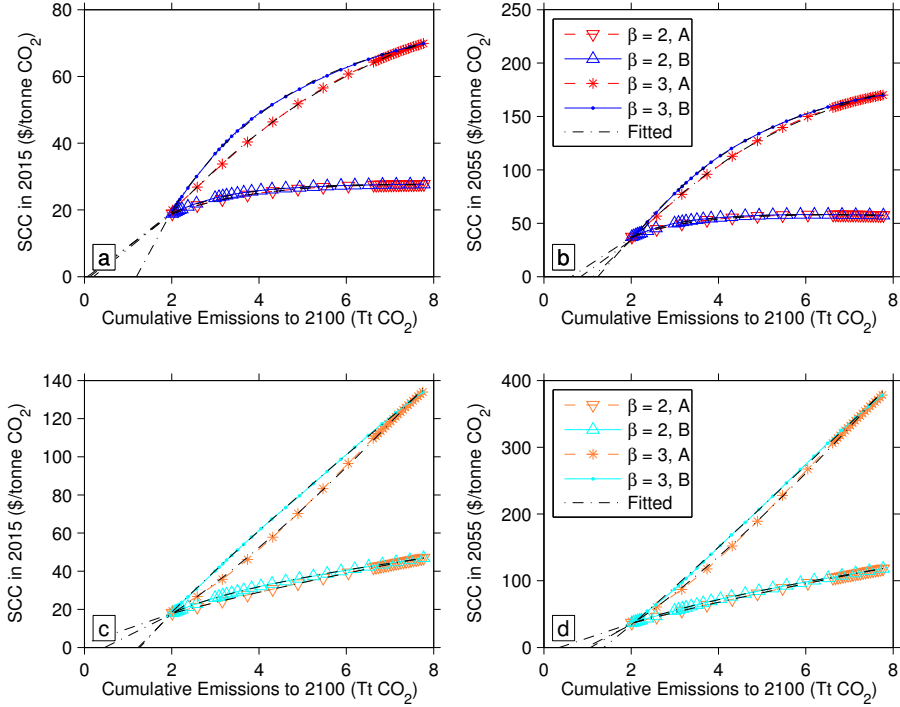 80
60
40
20
0
0 2 4 6 8
SCC in 2015 ($/tonne CO2)
Cumulative Emissions to 2100 (Tt CO2)
a
250
200
150
100
50
0
0 2 4 6 8
SCC in 2055 ($/tonne CO2)
Cumulative Emissions to 2100 (Tt CO2)
b
β = 2, A
β = 2, B
β = 3, A
β = 3, B
Fitted
140
120
100
80
60
40
20
0
0 2 4 6 8
SCC in 2015 ($/tonne CO2)
Cumulative Emissions to 2100 (Tt CO2)
c
400
300
200
100
0
0 2 4 6 8
SCC in 2055 ($/tonne CO2)
Cumulative Emissions to 2100 (Tt CO2)
d
β = 2, A
β = 2, B
β = 3, A
β = 3, B
Fitted